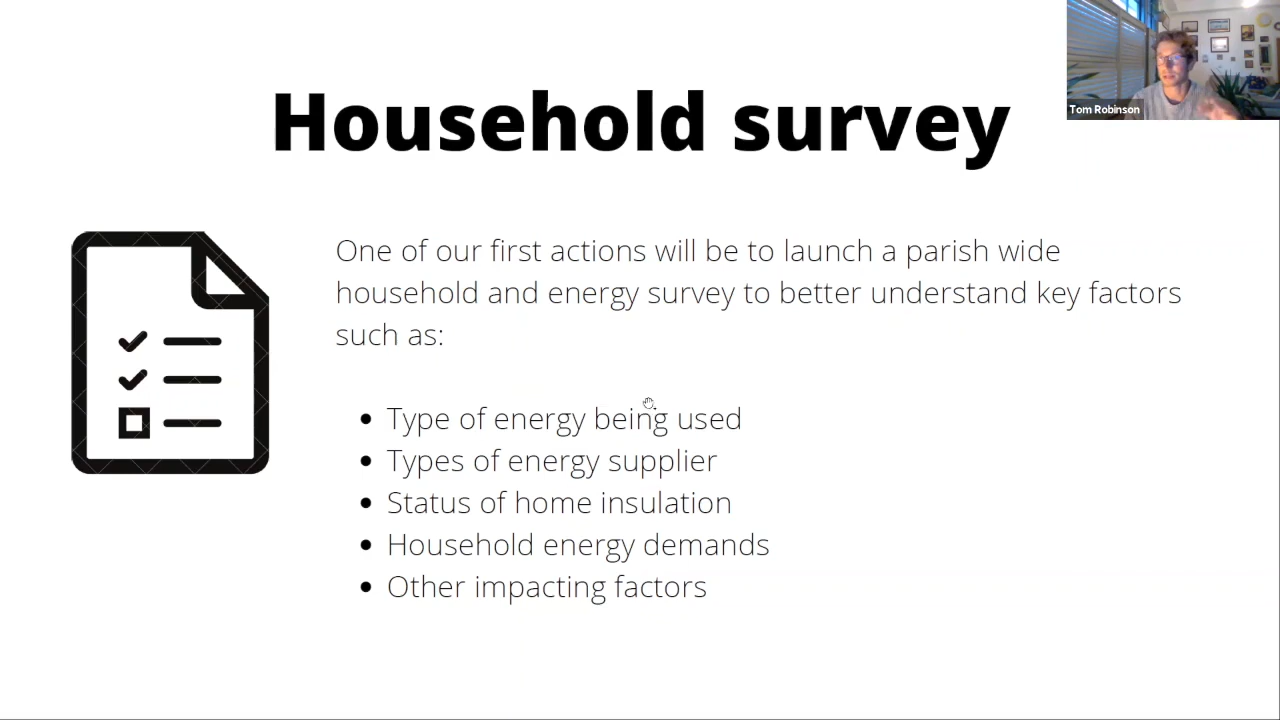 Household survey
Tom Robinson
One of our first actions will be to launch a parish wide
household and energy survey to better understand key factors
such as:
• Type of energy being used
• Types of energy supplier
• Status of home insulation
• Household energy demands
• Other impacting factors